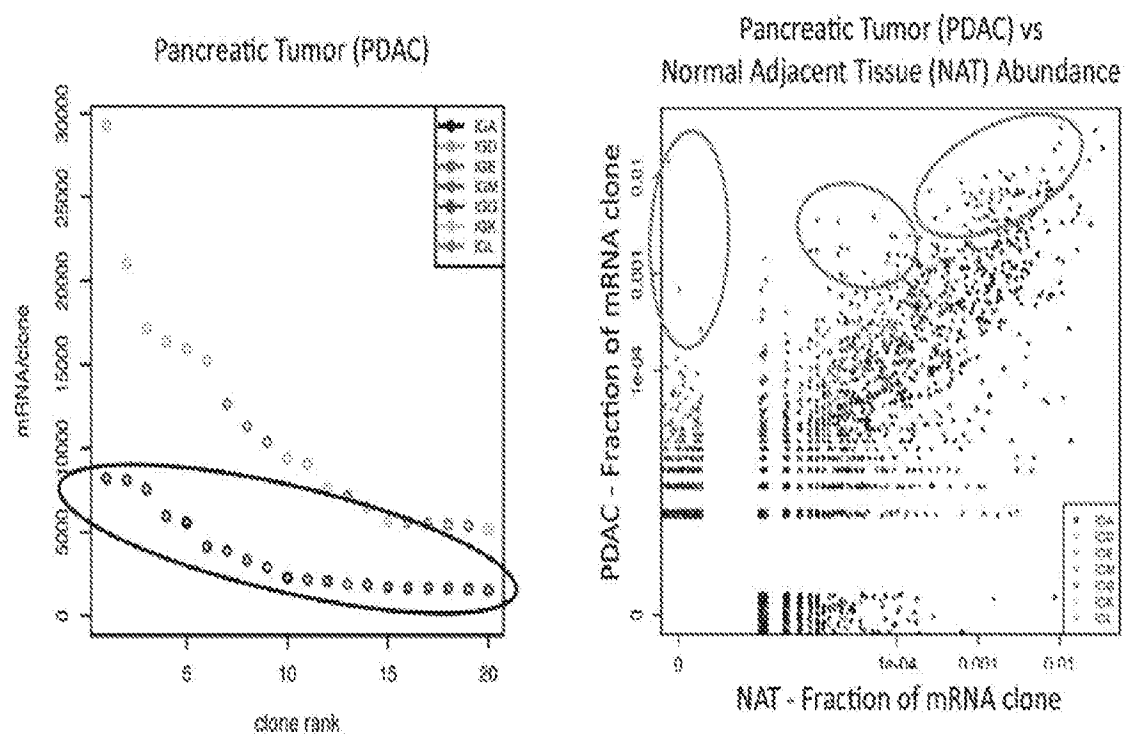 Pancreatic Tumor (PDAC)
mRNA/clone
30000
25000
20000
15000
10000
5000
0
5
10
15
20
clone rank
Pancreatic Tumor (PDAC) vs
Normal Adjacent Tissue (NAT) Abundance
PDAC - Fraction of mRNA clone
0.01
0.001
1e-04
0
0
1e-04
0.001
0.01
NAT - Fraction of mRNA clone